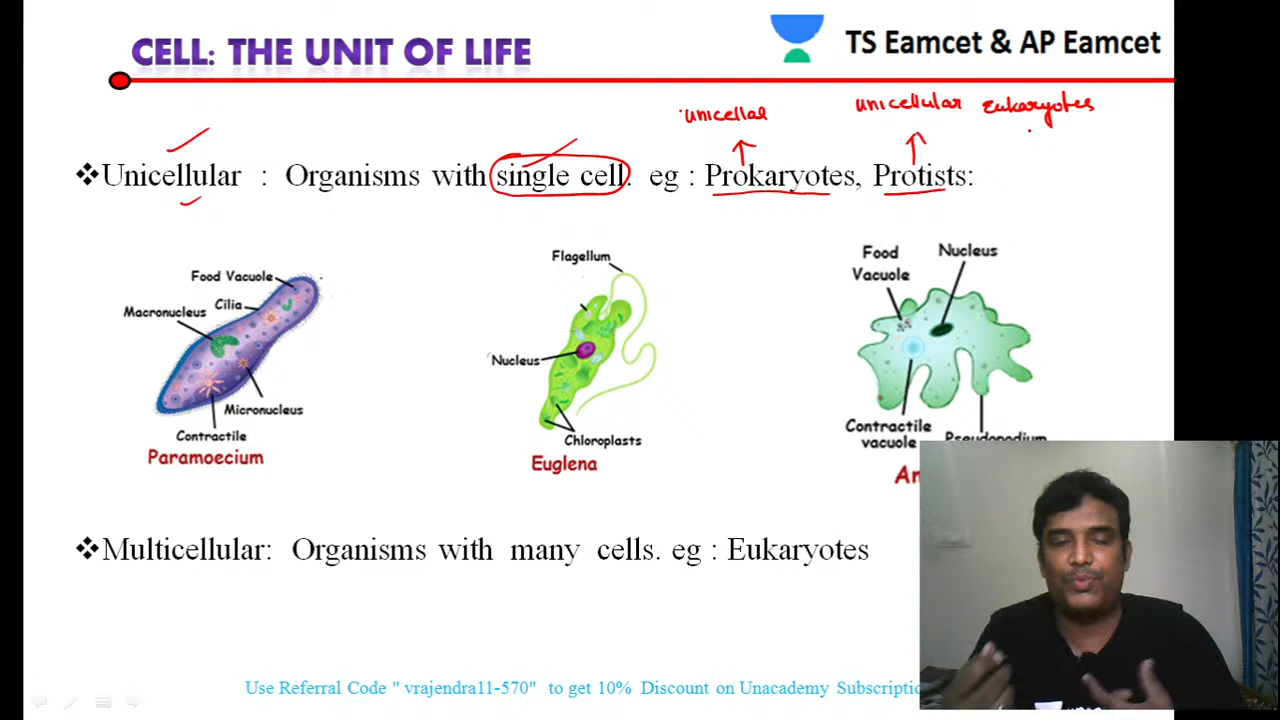 CELL: THE UNIT OF LIFE
TS Eamcet & AP Eamcet
unicellar
unicellular eukaryotes
❖Unicellular : Organisms with single cell. eg : Prokaryotes, Protists:
Food Vacuole
Cilia
Macronucleus
Micronucleus
Contractile
Paramoecium
Flagellum
Nucleus
Chloroplasts
Euglena
Food Vacuole
Nucleus
Contractile vacuole
Pseudopodium
❖Multicellular: Organisms with many cells. eg : Eukaryotes
Use Referral Code " vrajendra11-570" to get 10% Discount on Unacademy Subscriptio